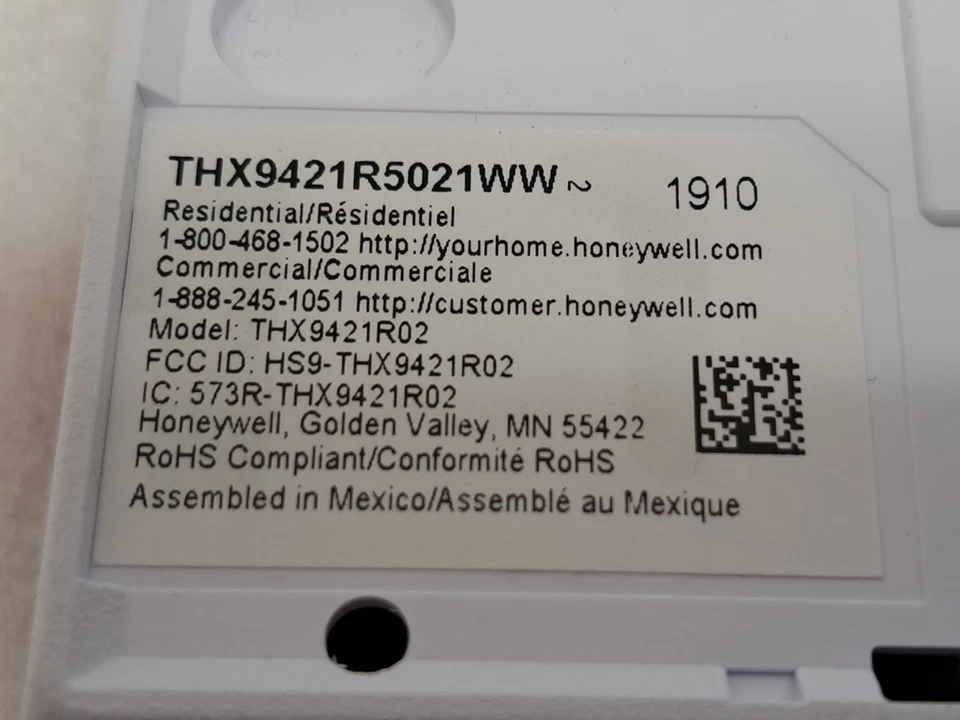 THX9421R5021WW~ 1910
Residential/Résidentiel
1-800-468-1502 http://yourhome.honeywell.com
Commercial/Commerciale
1-888-245-1051 http://customer.honeywell.com
Model: THX9421R02
FCC ID: HS9-THX9421R02
IC: 573R-THX9421R02
Honeywell, Golden Valley, MN 55422
RoHS Compliant/Conformité RoHS
Assembled in Mexico/Assemblé au Mexique